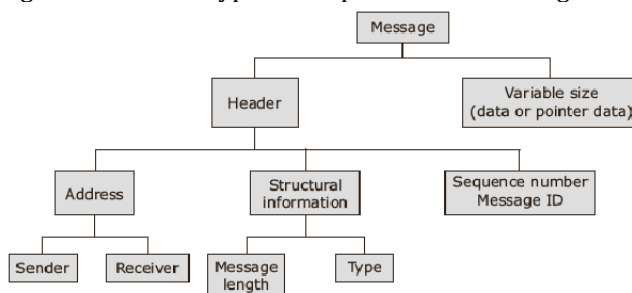 Message
Header
Variable size
(data or pointer data)
Address
Structural
information
Sequence number
Message ID
Sender
Receiver
Message
length
Type